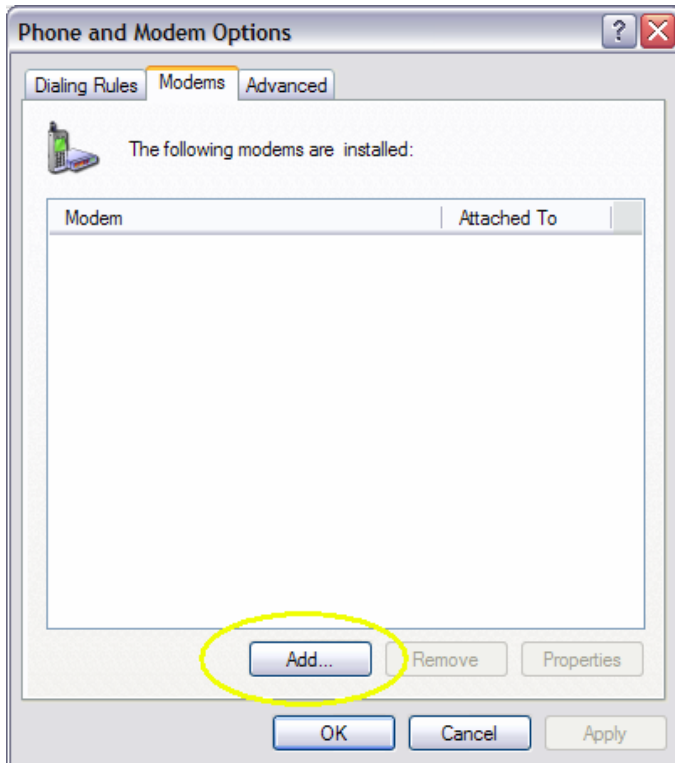 Phone and Modem Options
Dialing Rules Modems Advanced
The following modems are installed:
Modem Attached To
Add... Remove Properties
OK Cancel Apply